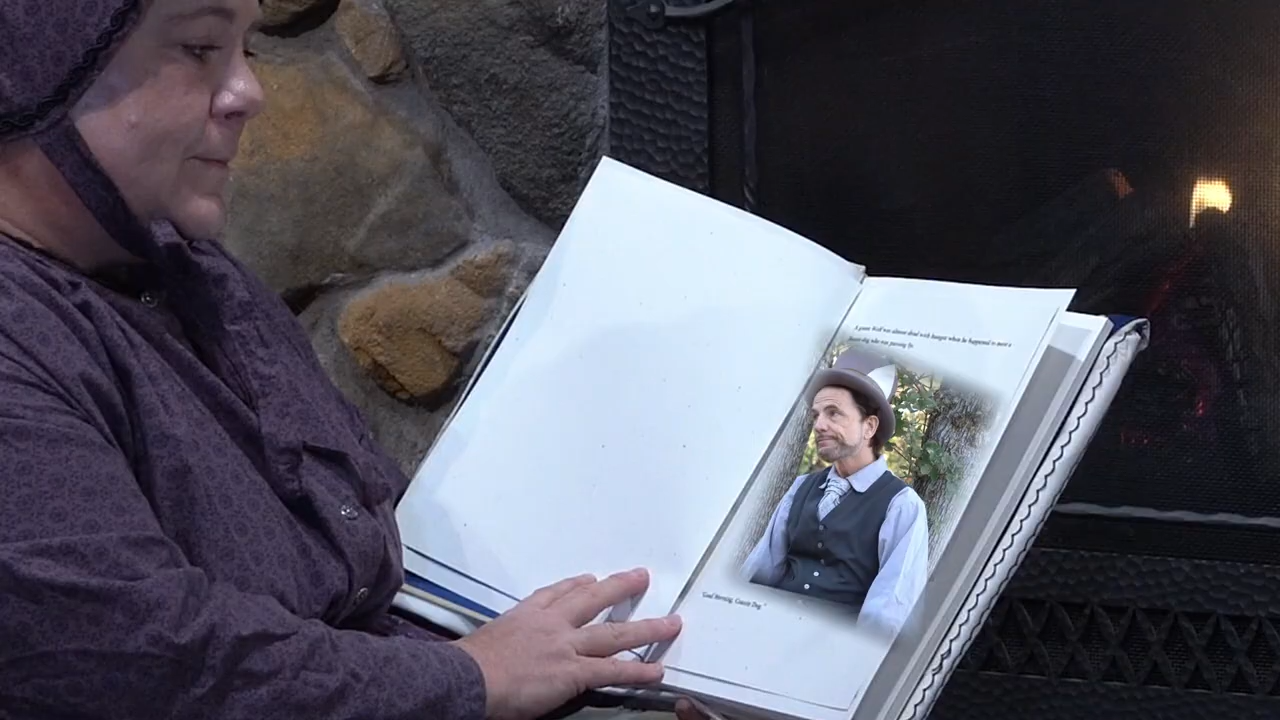 A gaunt Wolf was almost dead with hunger when he happened to meet a
house-dog who was passing by.
"Good Morning, Cousin Dog."